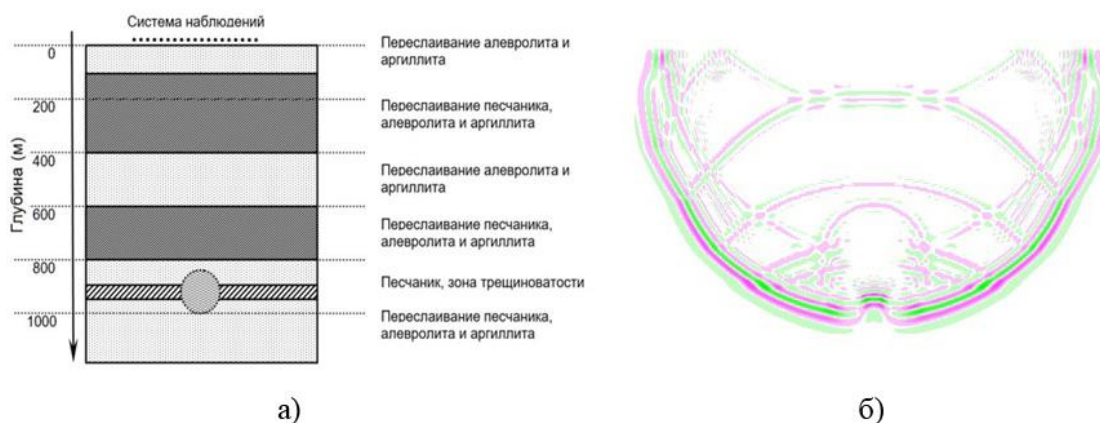 Система наблюдений
Глубина (м)
0
200
400
600
800
1000
Переслаивание алевролита и
аргиллита
Переслаивание песчаника,
алевролита и аргиллита
Переслаивание алевролита и
аргиллита
Переслаивание песчаника,
алевролита и аргиллита
Песчаник, зона трещиноватости
Переслаивание песчаника,
алевролита и аргиллита
а)
б)